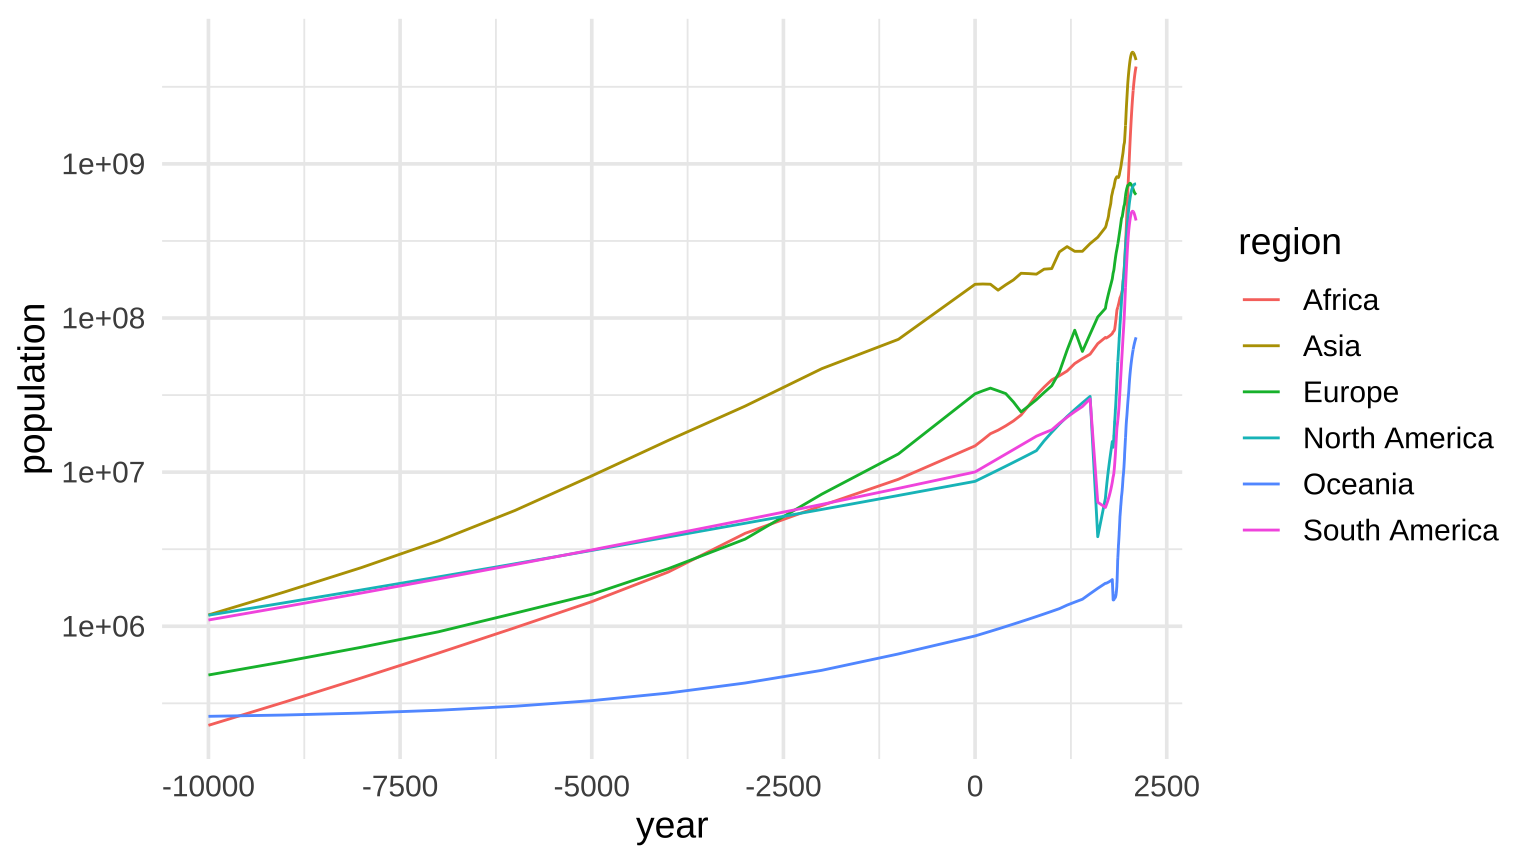 1e+09
1e+08
1e+07
1e+06
population
-10000 -7500 -5000 -2500 0 2500
year
region
Africa
Asia
Europe
North America
Oceania
South America